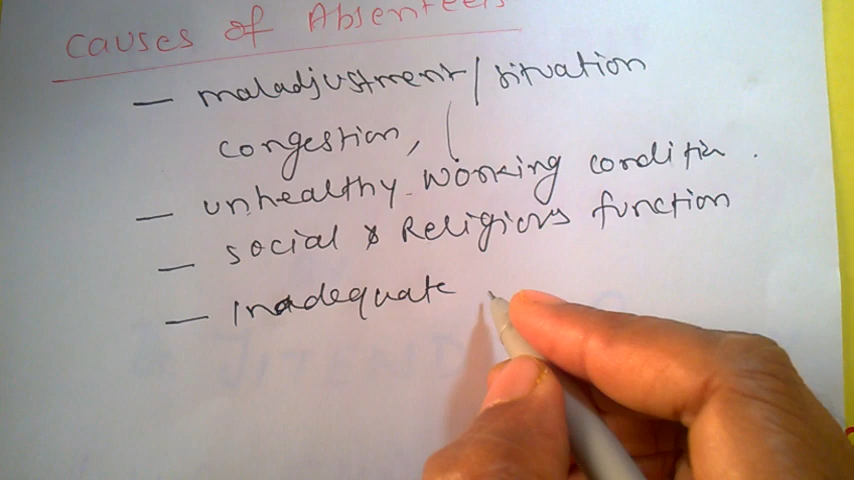 Causes of Absentees
— maladjustment / situation
congestion, (
— unhealthy working condition .
— social & Religious function
— Inadequate